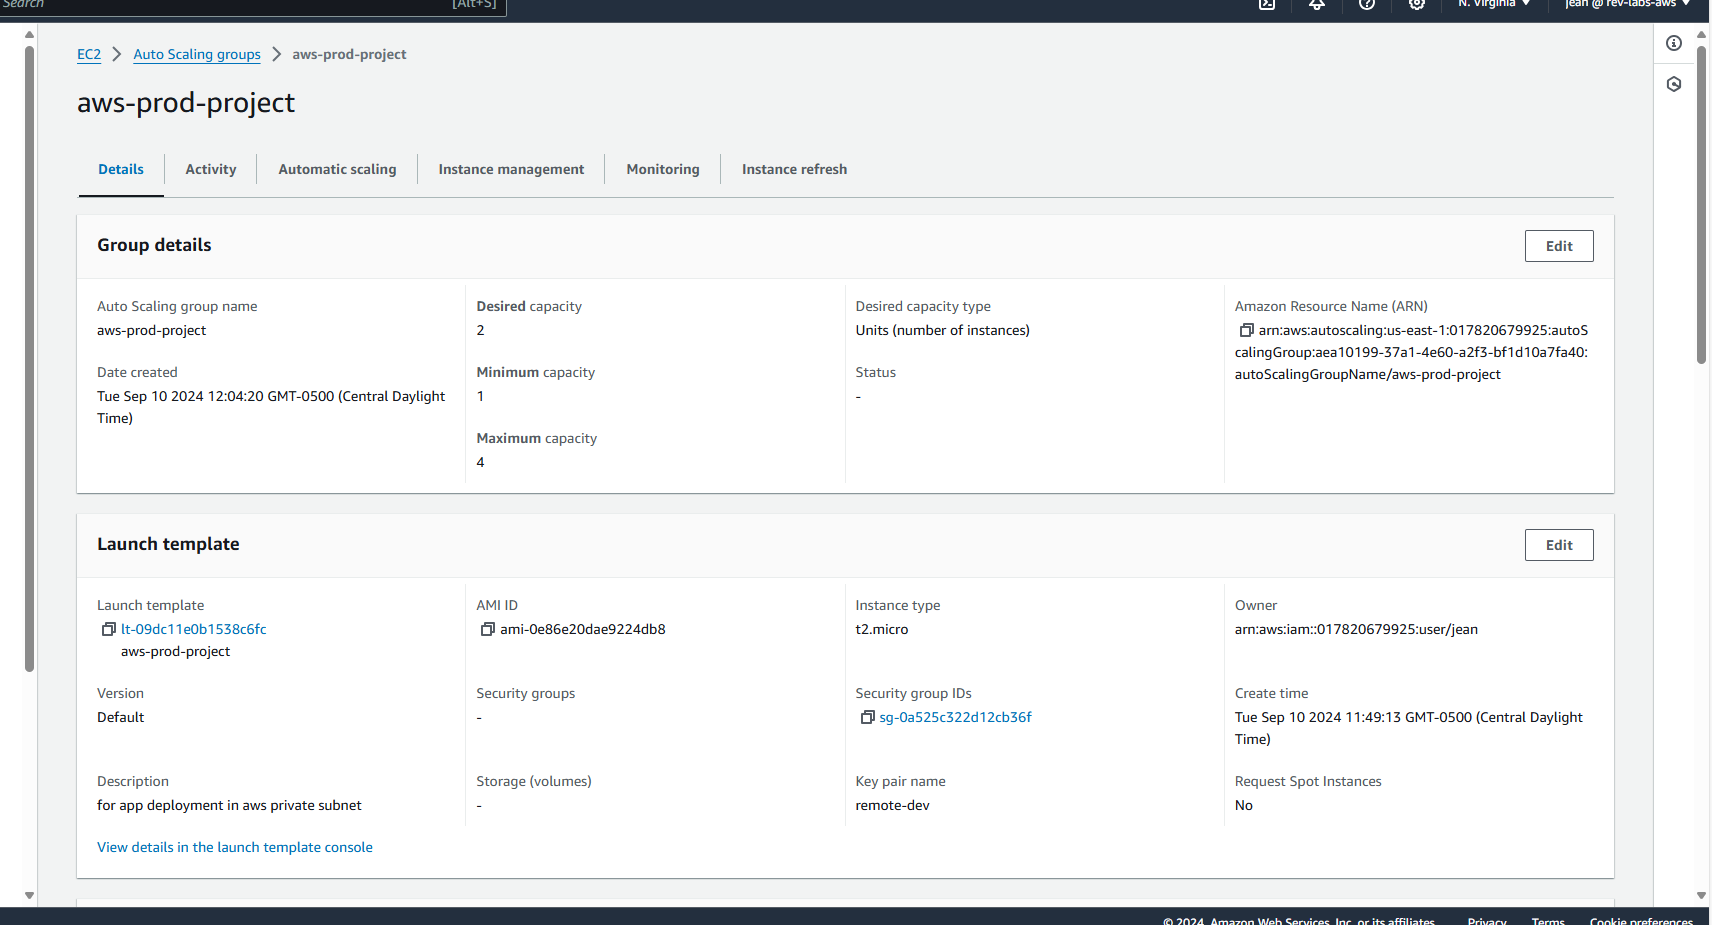 Search [Alt+S] N. Virginia jean @ rev-labs-aws
EC2 Auto Scaling groups aws-prod-project
aws-prod-project
Details Activity Automatic scaling Instance management Monitoring Instance refresh
Group details Edit
Auto Scaling group name
aws-prod-project
Date created
Tue Sep 10 2024 12:04:20 GMT-0500 (Central Daylight
Time)
Desired capacity
2
Minimum capacity
1
Maximum capacity
4
Desired capacity type
Units (number of instances)
Status
-
Amazon Resource Name (ARN)
arn:aws:autoscaling:us-east-1:017820679925:autoS
calingGroup:aea10199-37a1-4e60-a2f3-bf1d10a7fa40:
autoScalingGroupName/aws-prod-project
Launch template Edit
Launch template
lt-09dc11e0b1538c6fc
aws-prod-project
AMI ID
ami-0e86e20dae9224db8
Instance type
t2.micro
Owner
arn:aws:iam::017820679925:user/jean
Version
Default
Security groups
-
Security group IDs
sg-0a525c322d12cb36f
Create time
Tue Sep 10 2024 11:49:13 GMT-0500 (Central Daylight
Time)
Description
for app deployment in aws private subnet
Storage (volumes)
-
Key pair name
remote-dev
Request Spot Instances
No
View details in the launch template console
© 2024, Amazon Web Services, Inc. or its affiliates. Privacy Terms Cookie preferences